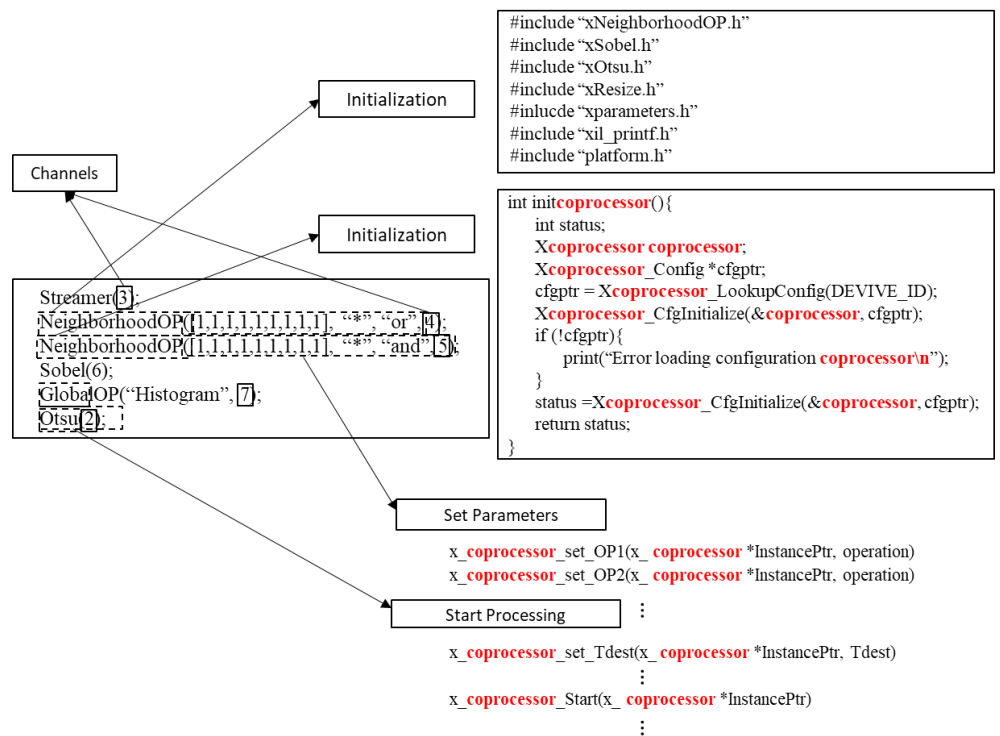 #include “xNeighborhoodOP.h”
#include “xSobel.h”
#include “xOtsu.h”
#include “xResize.h”
#inlucde “xparameters.h”
#include “xil_printf.h”
#include “platform.h”
Initialization
Channels
Initialization
int initcoprocessor(){
int status;
Xcoprocessor coprocessor;
Xcoprocessor_Config *cfgptr;
cfgptr = Xcoprocessor_LookupConfig(DEVIVE_ID);
Xcoprocessor_CfgInitialize(&coprocessor, cfgptr);
if (!cfgptr){
print(“Error loading configuration coprocessor\n”);
}
status =Xcoprocessor_CfgInitialize(&coprocessor, cfgptr);
return status;
}
Streamer(3);
NeighborhoodOP([1,1,1,1,1,1,1,1,1], “*”, “or”, 4);
NeighborhoodOP([1,1,1,1,1,1,1,1,1], “*”, “and”, 5);
Sobel(6);
GlobalOP(“Histogram”, 7);
Otsu(2);
Set Parameters
x_coprocessor_set_OP1(x_ coprocessor *InstancePtr, operation)
x_coprocessor_set_OP2(x_ coprocessor *InstancePtr, operation)
⋮
Start Processing
x_coprocessor_set_Tdest(x_ coprocessor *InstancePtr, Tdest)
⋮
x_coprocessor_Start(x_ coprocessor *InstancePtr)
⋮